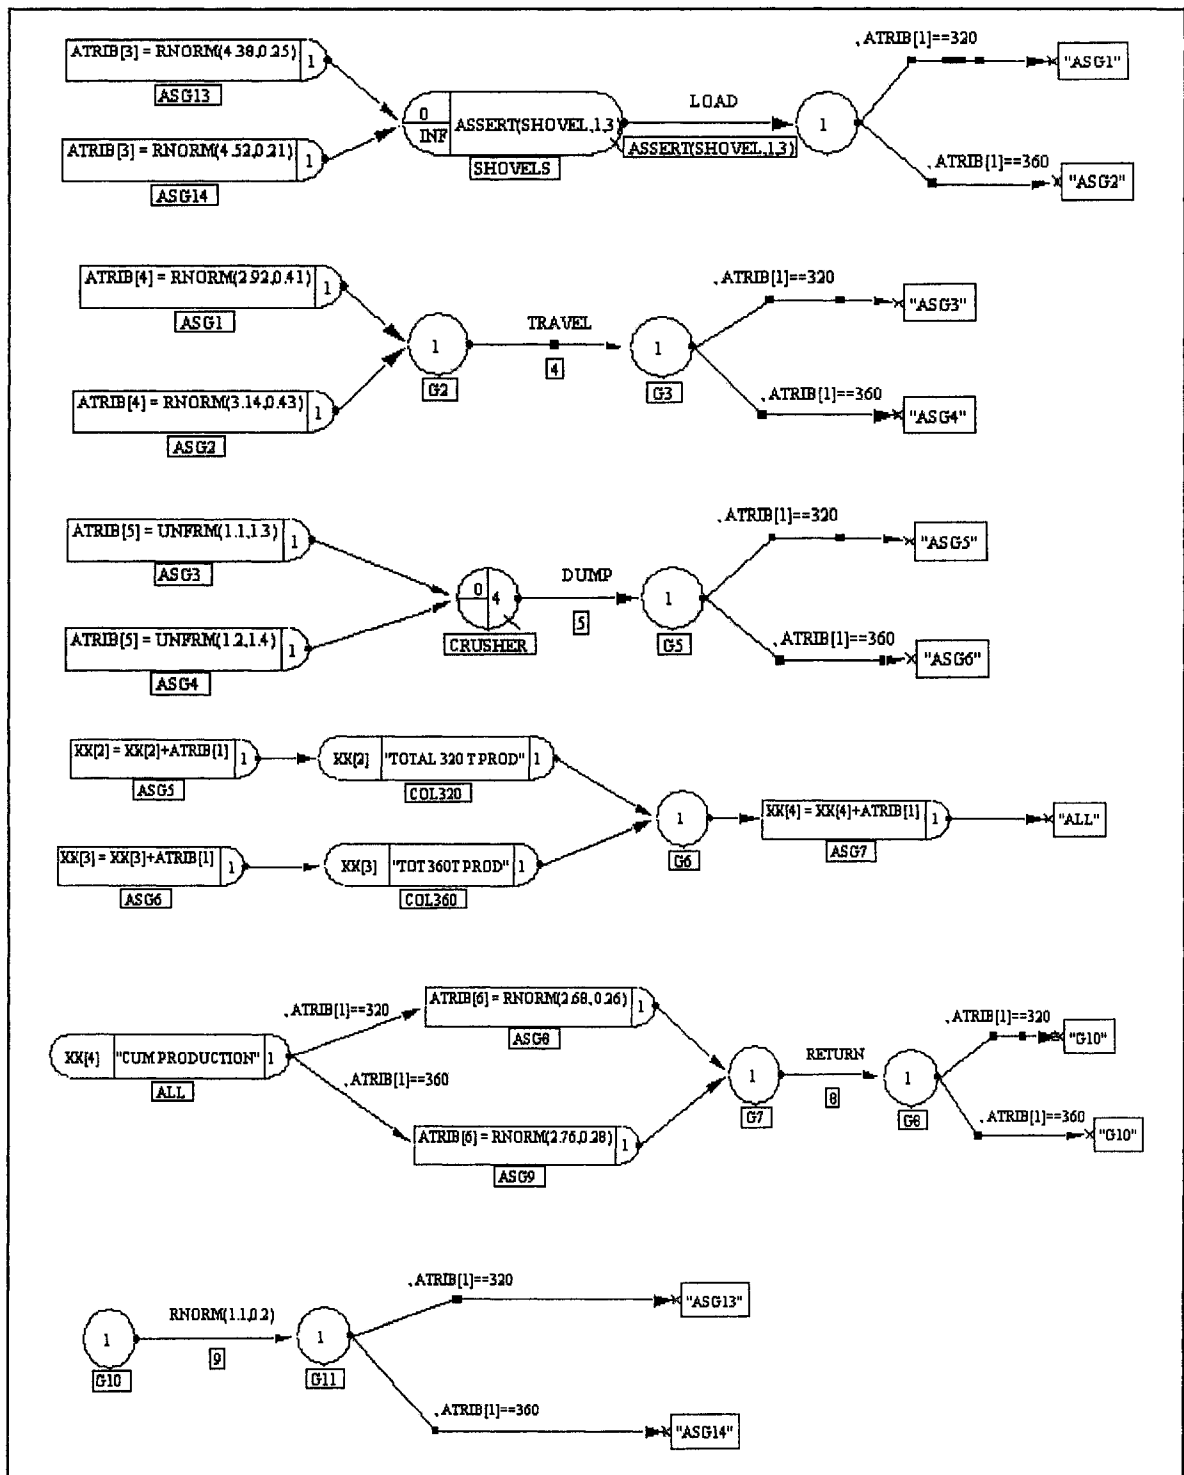 ATRIB[3] = RNORM(4.38,0.25) 1
ASG13
ATRIB[3] = RNORM(4.52,0.21) 1
ASG14
0
INF
ASSERT(SHOVEL,1,3
SHOVELS
LOAD
ASSERT(SHOVEL,1,3)
1
, ATRIB[1]==320
"ASG1"
, ATRIB[1]==360
"ASG2"
ATRIB[4] = RNORM(2.92,0.41) 1
ASG1
ATRIB[4] = RNORM(3.14,0.43) 1
ASG2
1
G2
TRAVEL
4
1
G3
, ATRIB[1]==320
"ASG3"
, ATRIB[1]==360
"ASG4"
ATRIB[5] = UNFRM(1.1,1.3) 1
ASG3
ATRIB[5] = UNFRM(1.2,1.4) 1
ASG4
0 4
CRUSHER
DUMP
5
1
G5
, ATRIB[1]==320
"ASG5"
, ATRIB[1]==360
"ASG6"
XX[2] = XX[2]+ATRIB[1] 1
ASG5
XX[2] "TOTAL 320 T PROD" 1
COL320
XX[3] = XX[3]+ATRIB[1] 1
ASG6
XX[3] "TOT 360T PROD" 1
COL360
1
G6
XX[4] = XX[4]+ATRIB[1] 1
ASG7
"ALL"
XX[4] "CUM PRODUCTION" 1
ALL
, ATRIB[1]==320
, ATRIB[1]==360
ATRIB[6] = RNORM(2.68,0.26) 1
ASG8
ATRIB[6] = RNORM(2.76,0.28) 1
ASG9
1
G7
RETURN
8
1
G8
, ATRIB[1]==320
"G10"
, ATRIB[1]==360
"G10"
1
G10
RNORM(1.1,0.2)
9
1
G11
, ATRIB[1]==320
"ASG13"
, ATRIB[1]==360
"ASG14"